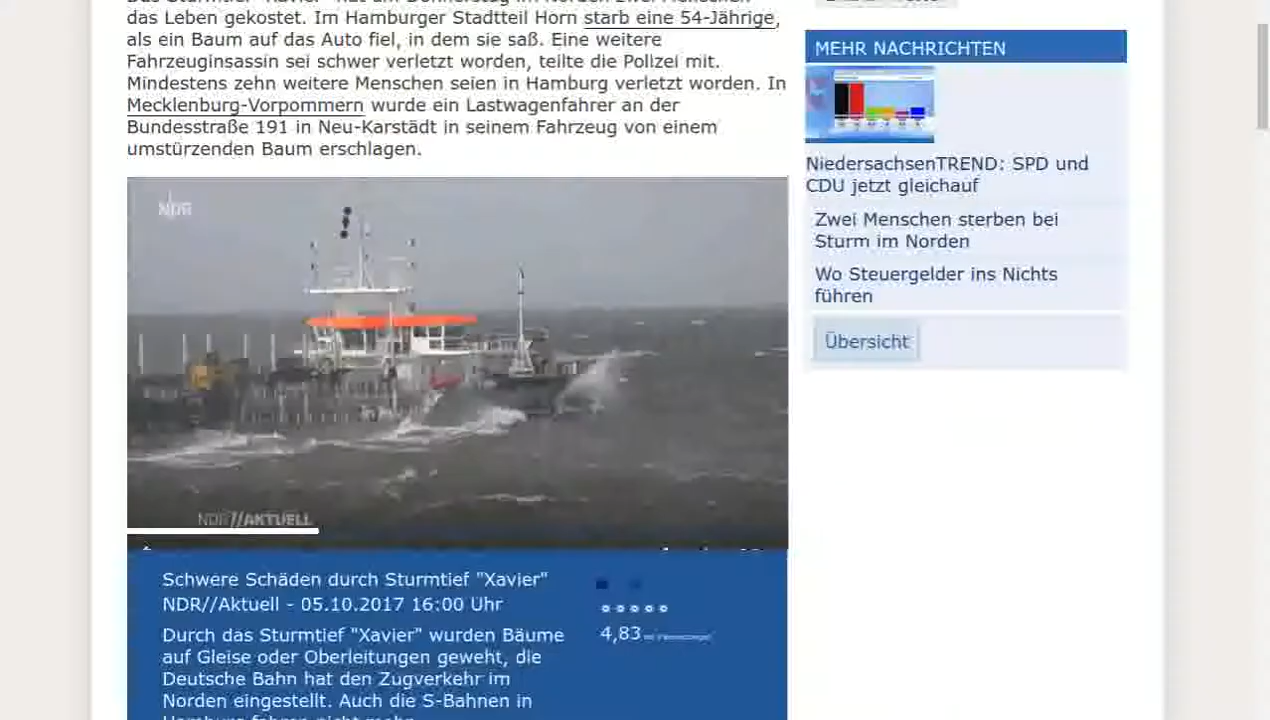 das Leben gekostet. Im Hamburger Stadtteil Horn starb eine 54-Jährige,
als ein Baum auf das Auto fiel, in dem sie saß. Eine weitere
Fahrzeuginsassin sei schwer verletzt worden, teilte die Polizei mit.
Mindestens zehn weitere Menschen seien in Hamburg verletzt worden. In
Mecklenburg-Vorpommern wurde ein Lastwagenfahrer an der
Bundesstraße 191 in Neu-Karstädt in seinem Fahrzeug von einem
umstürzenden Baum erschlagen.
NDR
NDR//AKTUELL
Schwere Schäden durch Sturmtief "Xavier"
NDR//Aktuell - 05.10.2017 16:00 Uhr
Durch das Sturmtief "Xavier" wurden Bäume
auf Gleise oder Oberleitungen geweht, die
Deutsche Bahn hat den Zugverkehr im
Norden eingestellt. Auch die S-Bahnen in
Hamburg fahren nicht mehr.
4,83
MEHR NACHRICHTEN
NiedersachsenTREND: SPD und
CDU jetzt gleichauf
Zwei Menschen sterben bei
Sturm im Norden
Wo Steuergelder ins Nichts
führen
Übersicht